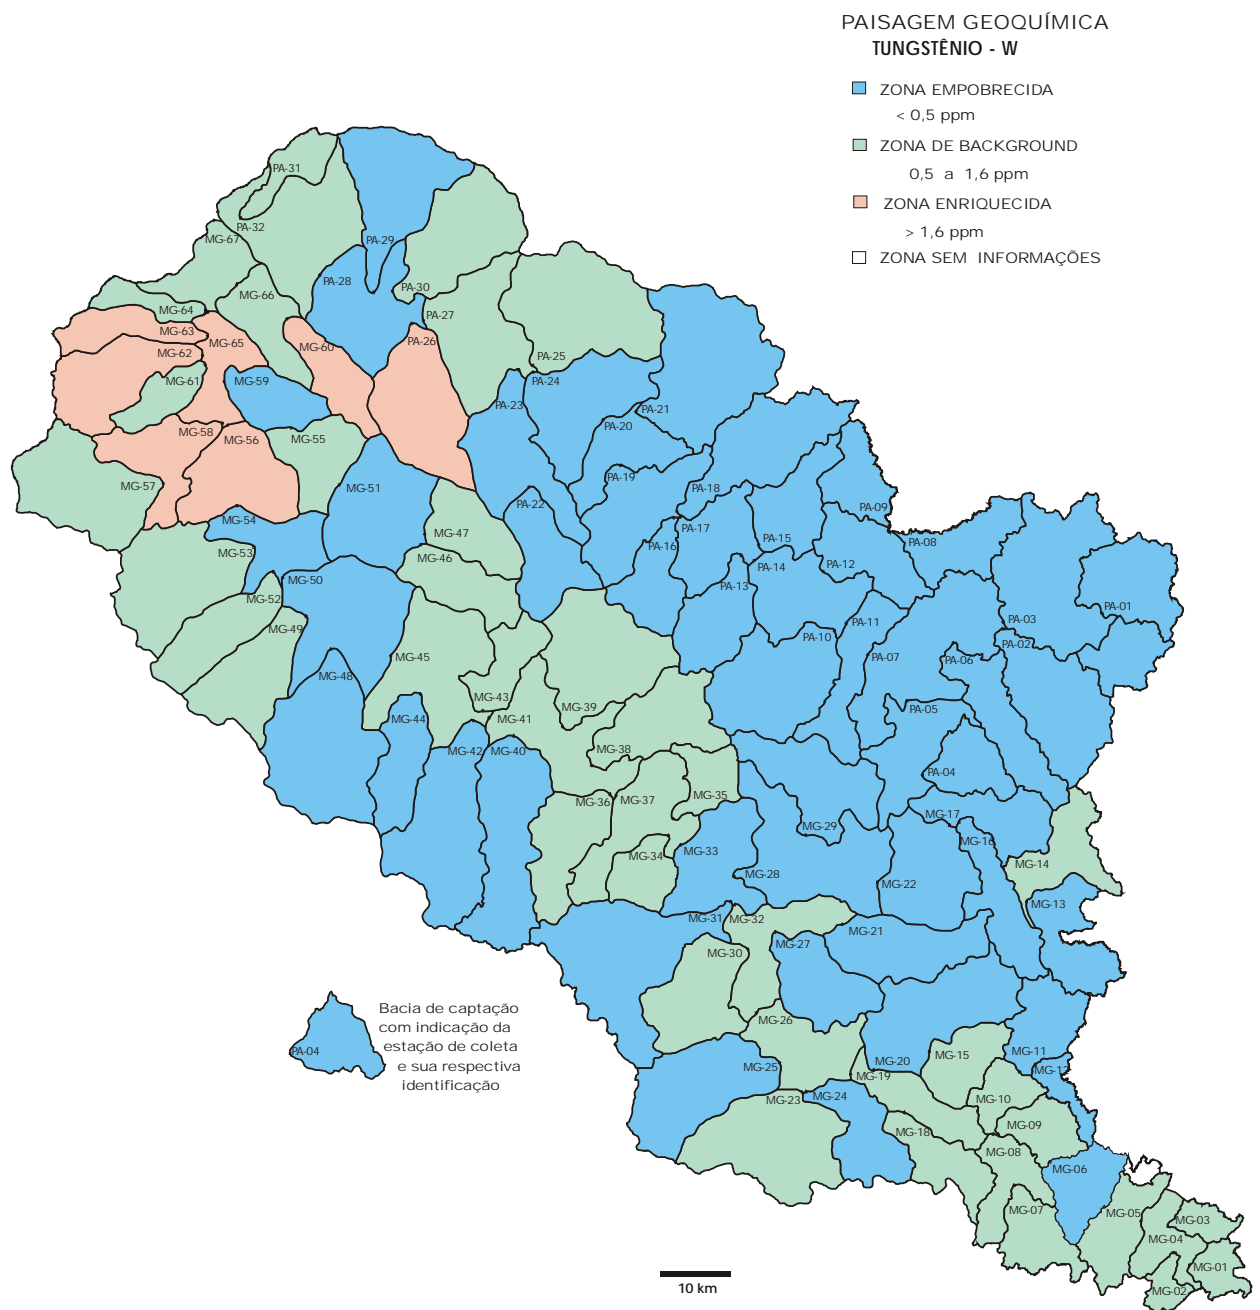 PAISAGEM GEOQUÍMICA
TUNGSTÊNIO - W
ZONA EMPOBRECIDA
< 0,5 ppm
ZONA DE BACKGROUND
0,5 a 1,6 ppm
ZONA ENRIQUECIDA
> 1,6 ppm
ZONA SEM INFORMAÇÕES
PA-31
PA-32
MG-67
PA-29
PA-28
PA-30
MG-66
MG-64
PA-27
MG-63
MG-65
PA-26
MG-60
MG-62
PA-25
MG-61
MG-59
PA-24
PA-23
PA-21
PA-20
MG-58
MG-56
MG-55
PA-19
MG-57
MG-51
PA-18
PA-22
PA-09
MG-54
PA-17
MG-47
PA-15
PA-08
PA-16
MG-53
MG-46
PA-14
PA-12
MG-50
PA-13
MG-52
PA-01
PA-03
PA-11
MG-49
PA-10
PA-02
MG-45
PA-07
PA-06
MG-48
MG-43
MG-39
PA-05
MG-44
MG-41
MG-42
MG-40
MG-38
PA-04
MG-35
MG-36
MG-37
MG-17
MG-29
MG-16
MG-33
MG-34
MG-14
MG-28
MG-22
MG-13
MG-31
MG-32
MG-21
MG-27
MG-30
Bacia de captação
com indicação da
estação de coleta
e sua respectiva
identificação
PA-04
MG-26
MG-11
MG-15
MG-20
MG-25
MG-12
MG-19
MG-24
MG-23
MG-10
MG-09
MG-18
MG-08
MG-06
MG-07
MG-05
MG-03
MG-04
MG-01
MG-02
10 km